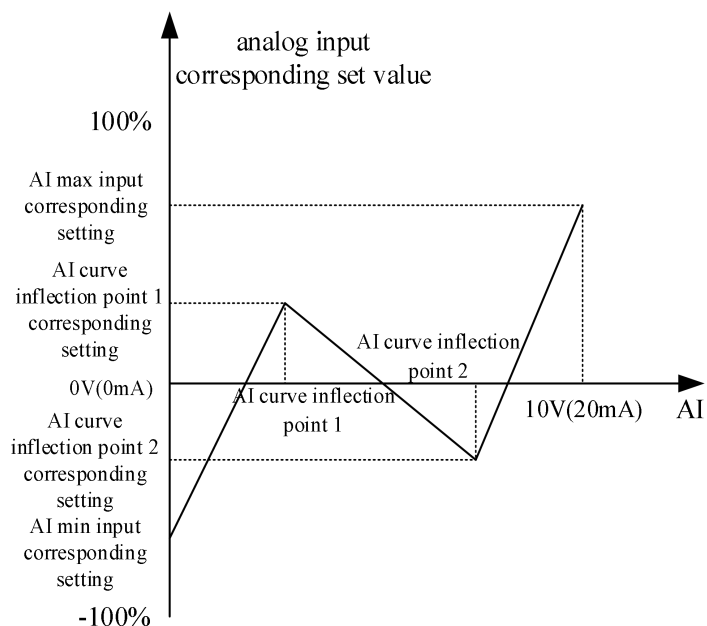 analog input
corresponding set value
100%
AI max input
corresponding
setting
AI curve
inflection point 1
corresponding
setting
AI curve inflection
point 2
0V(0mA)
AI curve inflection
point 1
10V(20mA)
AI
AI curve
inflection point 2
corresponding
setting
AI min input
corresponding
setting
-100%